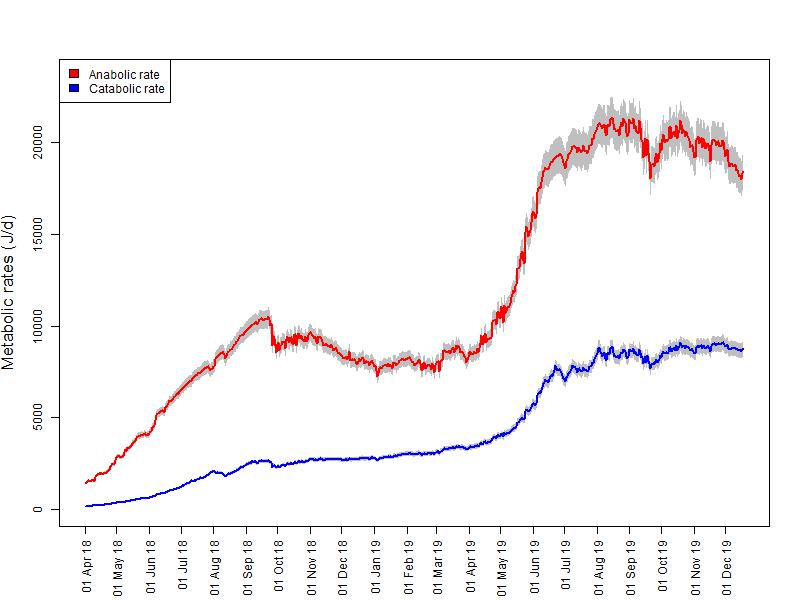 Anabolic rate
Catabolic rate
Metabolic rates (J/d)
20000
15000
10000
5000
0
01 Apr 18
01 May 18
01 Jun 18
01 Jul 18
01 Aug 18
01 Sep 18
01 Oct 18
01 Nov 18
01 Dec 18
01 Jan 19
01 Feb 19
01 Mar 19
01 Apr 19
01 May 19
01 Jun 19
01 Jul 19
01 Aug 19
01 Sep 19
01 Oct 19
01 Nov 19
01 Dec 19